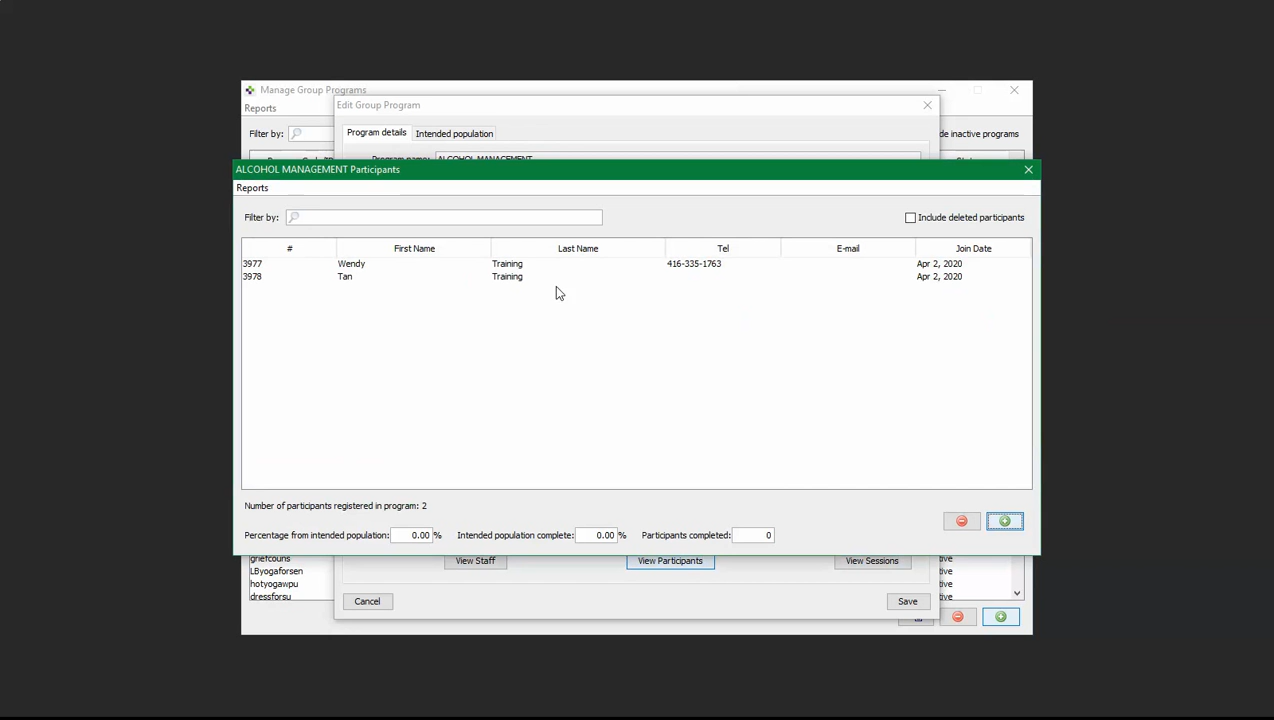 Manage Group Programs
Reports
Edit Group Program
Filter by:
Program details
Intended population
de inactive programs
ALCOHOL MANAGEMENT Participants
Reports
Filter by:
Include deleted participants
# First Name Last Name Tel E-mail Join Date
3977 Wendy Training 416-335-1763 Apr 2, 2020
3978 Tan Training Apr 2, 2020
Number of participants registered in program: 2
Percentage from intended population: 0.00 % Intended population complete: 0.00 % Participants completed: 0
griefcouns
LByogaforsen
hotyogawpu
dressforsu
View Staff View Participants View Sessions
tive
tive
tive
Cancel Save